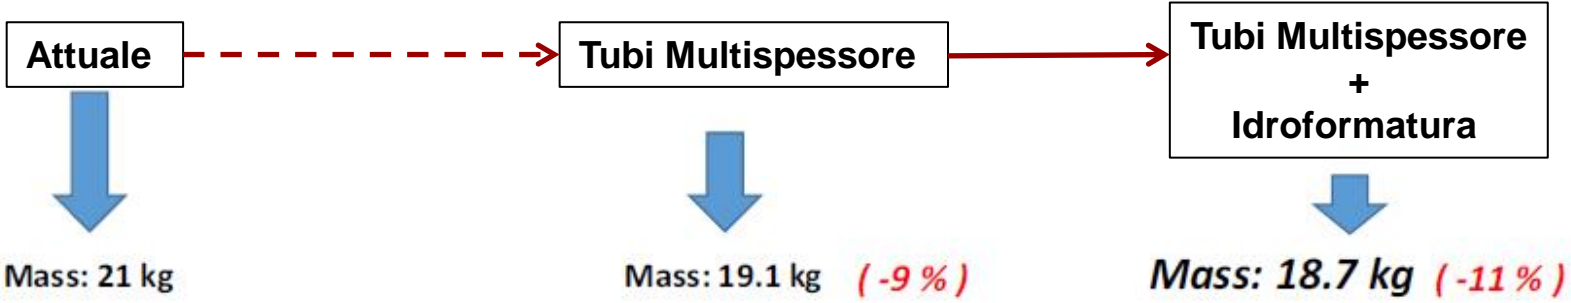 Attuale
Tubi Multispessore
Tubi Multispessore
+
Idroformatura
Mass: 21 kg
Mass: 19.1 kg ( -9 % )
Mass: 18.7 kg ( -11 % )